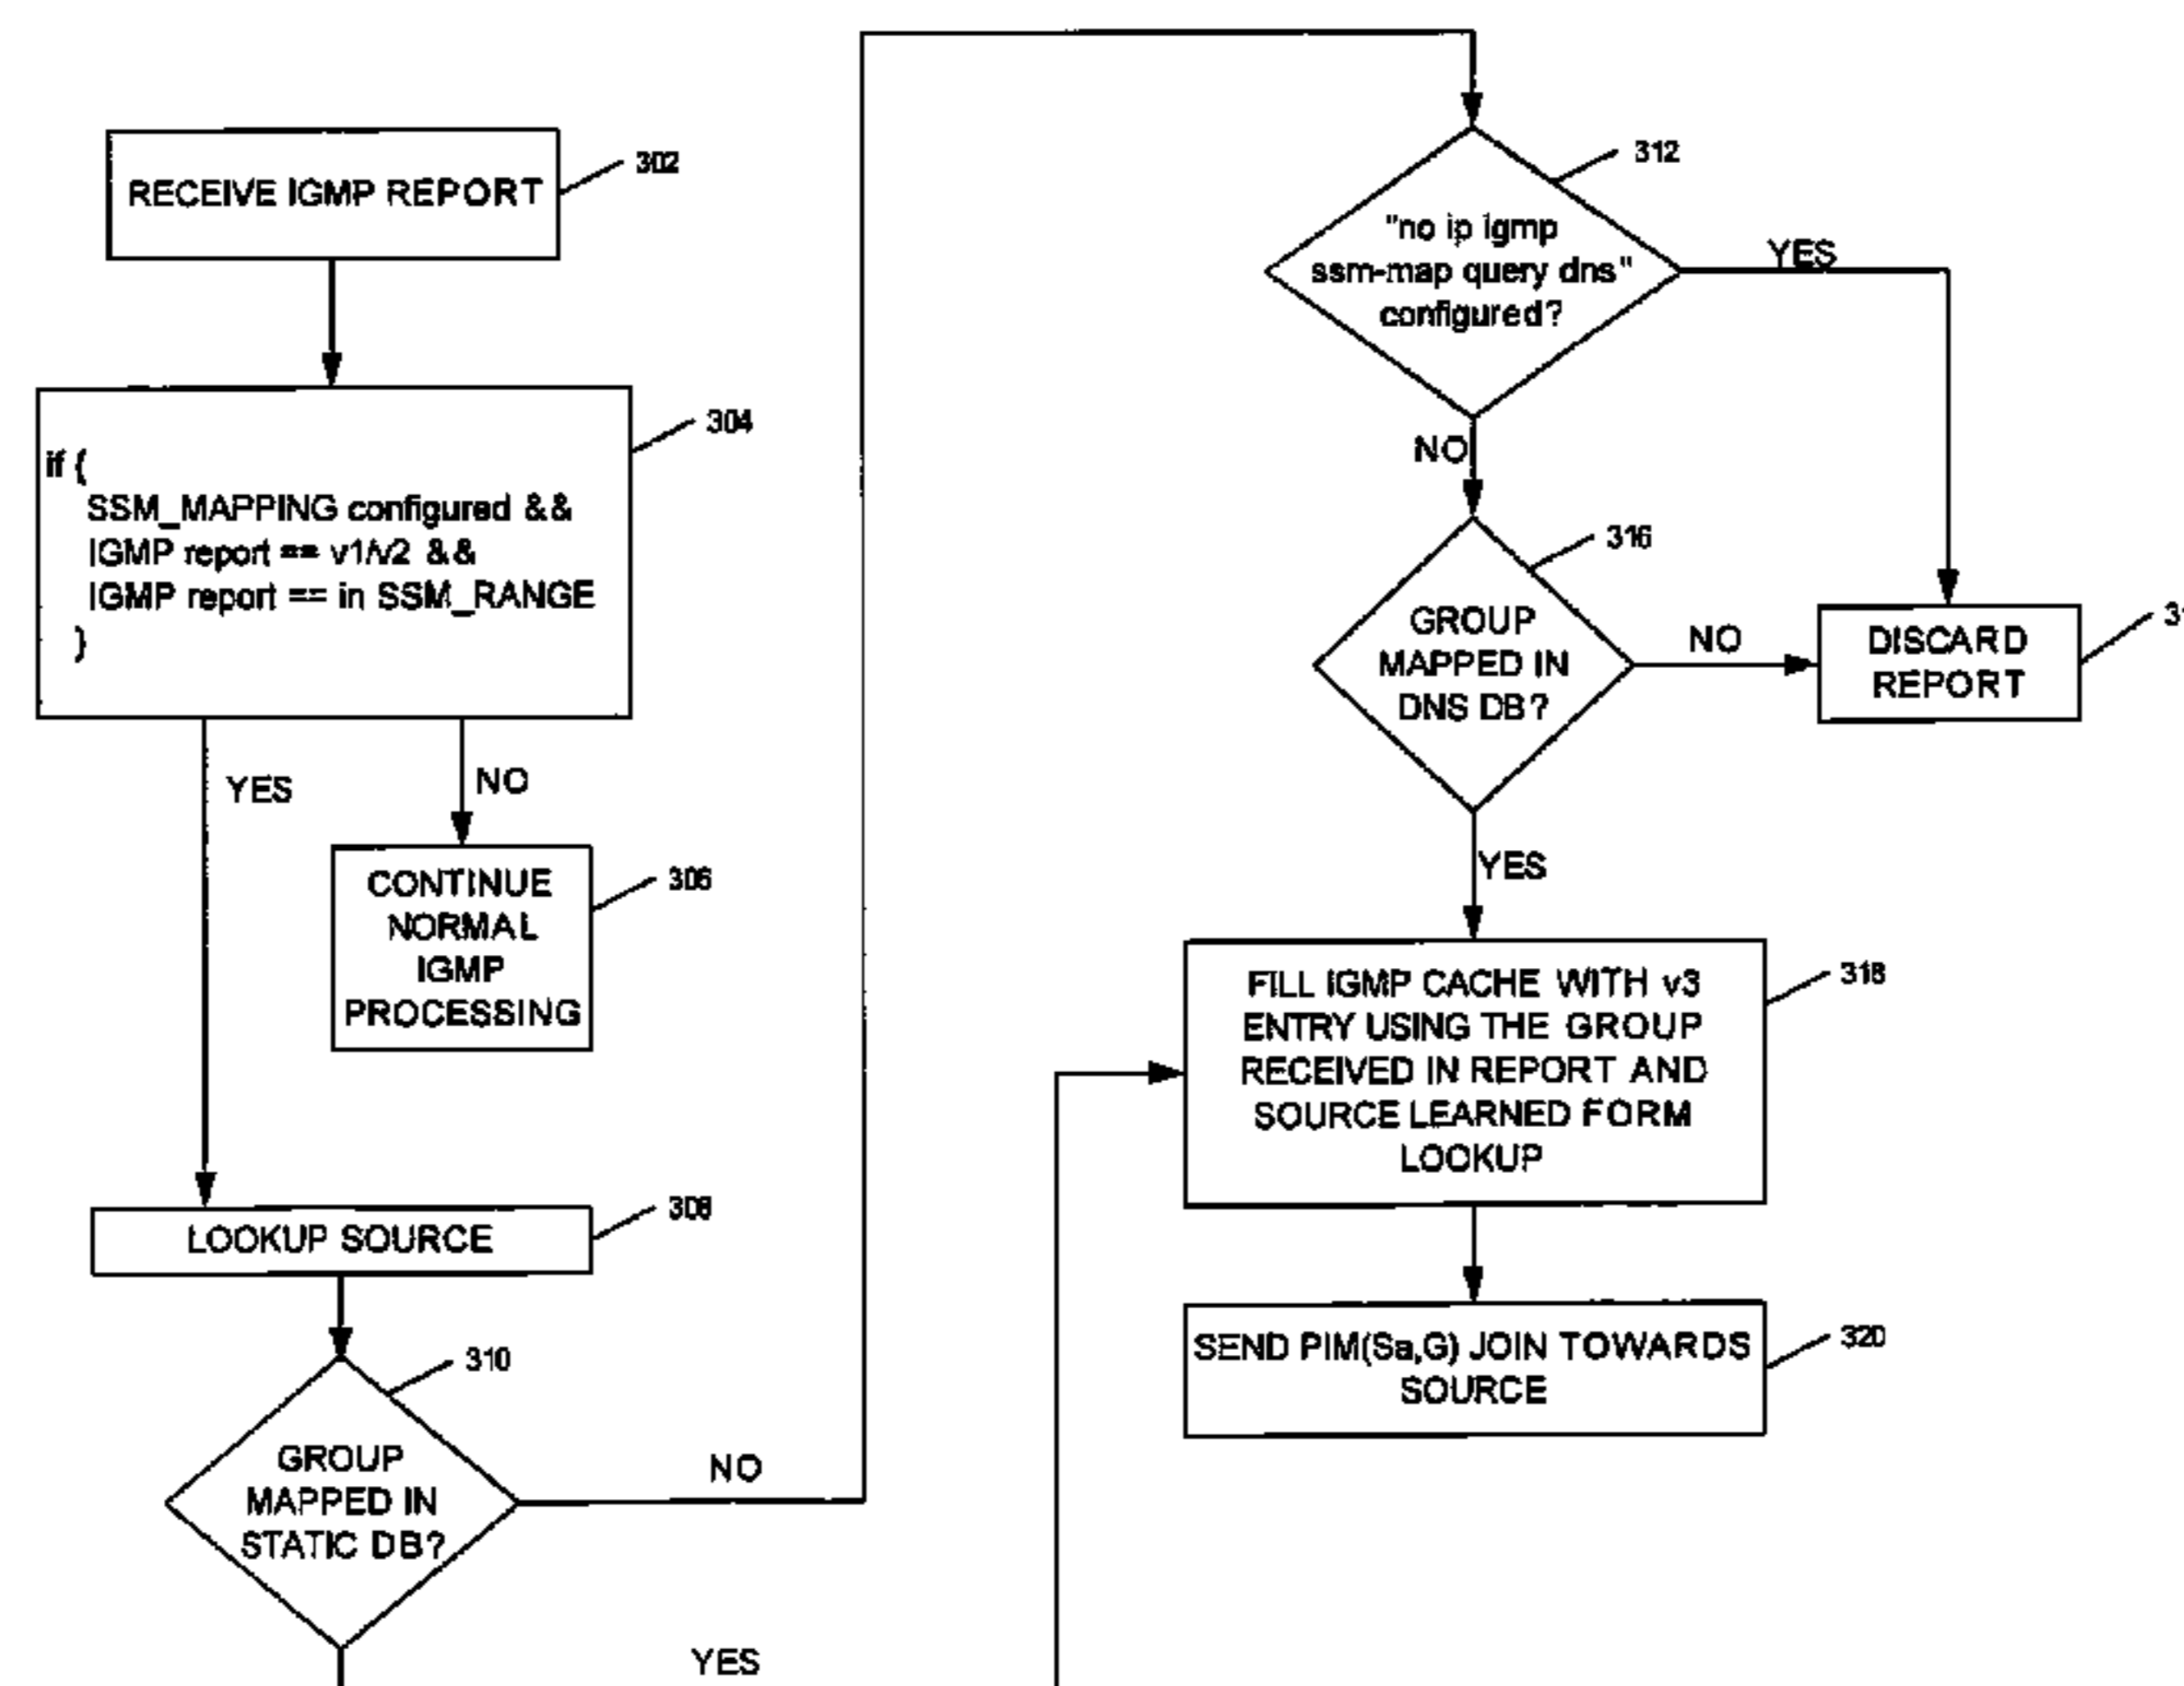 RECEIVE IGMP REPORT
302
if (
SSM_MAPPING configured &&
IGMP report == v1/v2 &&
IGMP report == in SSM_RANGE
)
304
YES
NO
CONTINUE
NORMAL
IGMP
PROCESSING
306
LOOKUP SOURCE
308
310
GROUP
MAPPED IN
STATIC DB?
NO
YES
312
"no ip igmp
ssm-map query dns"
configured?
YES
NO
316
GROUP
MAPPED IN
DNS DB?
NO
DISCARD
REPORT
YES
FILL IGMP CACHE WITH v3
ENTRY USING THE GROUP
RECEIVED IN REPORT AND
SOURCE LEARNED FORM
LOOKUP
318
SEND PIM(Sa,G) JOIN TOWARDS
SOURCE
320